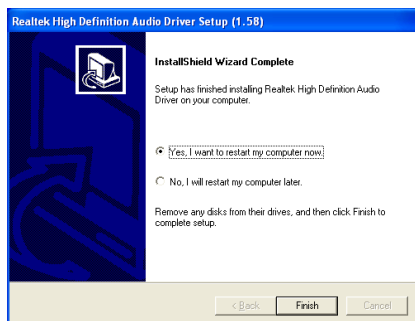 Realtek High Definition Audio Driver Setup (1.58)
InstallShield Wizard Complete
Setup has finished installing Realtek High Definition Audio
Driver on your computer.
Yes, I want to restart my computer now.
No, I will restart my computer later.
Remove any disks from their drives, and then click Finish to
complete setup.
< Back Finish Cancel